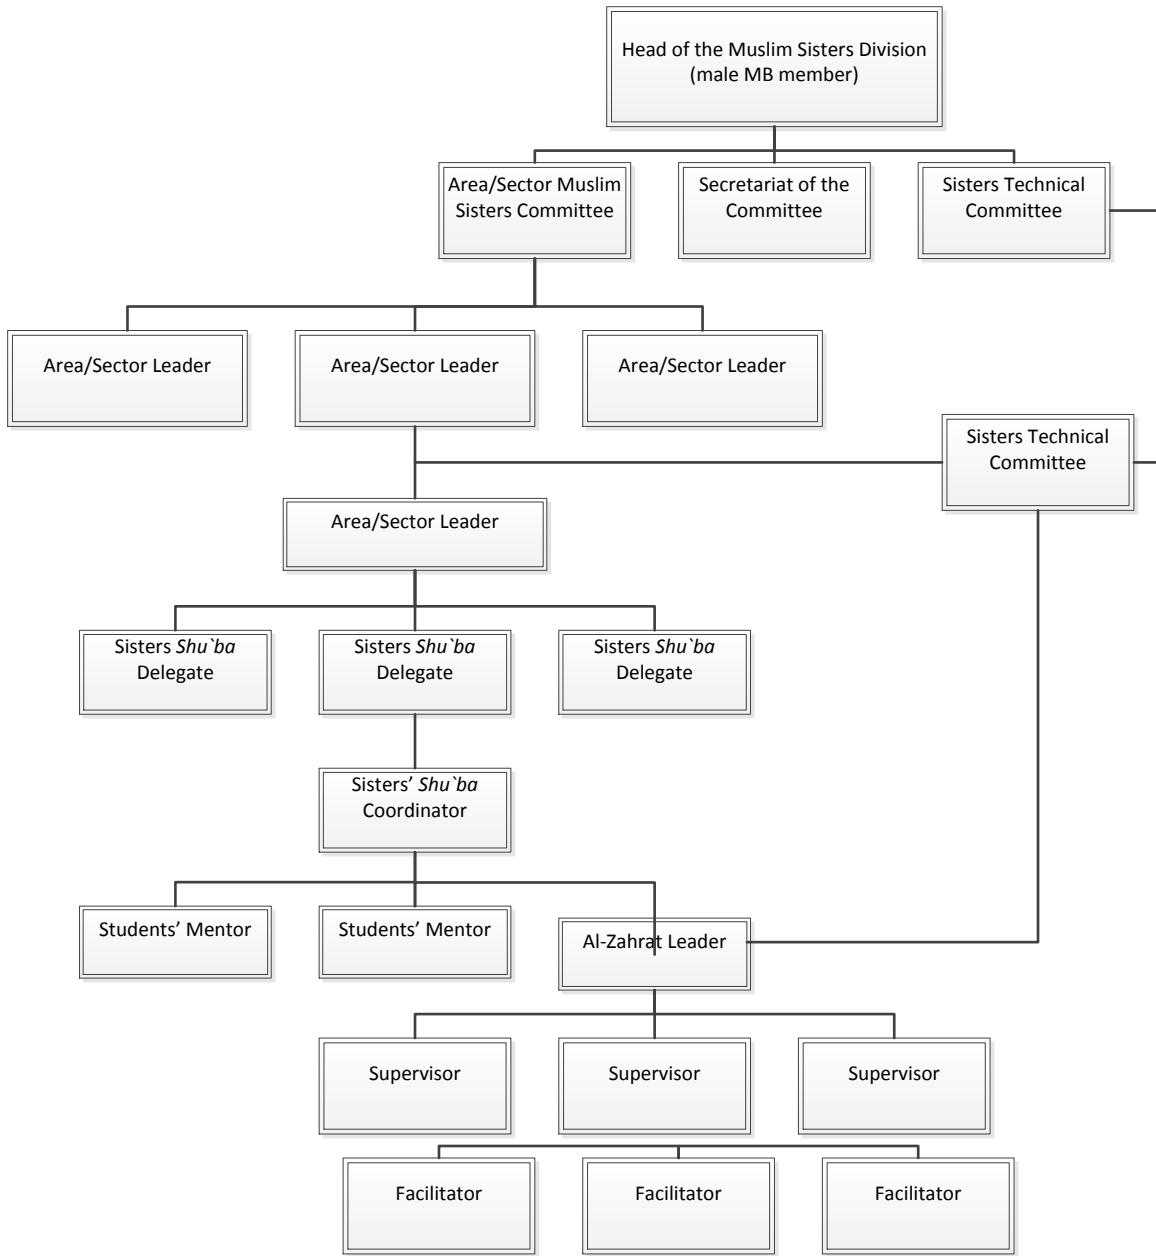 Head of the Muslim Sisters Division
(male MB member)
Area/Sector Muslim
Sisters Committee
Secretariat of the
Committee
Sisters Technical
Committee
Area/Sector Leader
Area/Sector Leader
Area/Sector Leader
Sisters Technical
Committee
Area/Sector Leader
Sisters Shu`ba
Delegate
Sisters Shu`ba
Delegate
Sisters Shu`ba
Delegate
Sisters’ Shu`ba
Coordinator
Students’ Mentor
Students’ Mentor
Al-Zahrat Leader
Supervisor
Supervisor
Supervisor
Facilitator
Facilitator
Facilitator